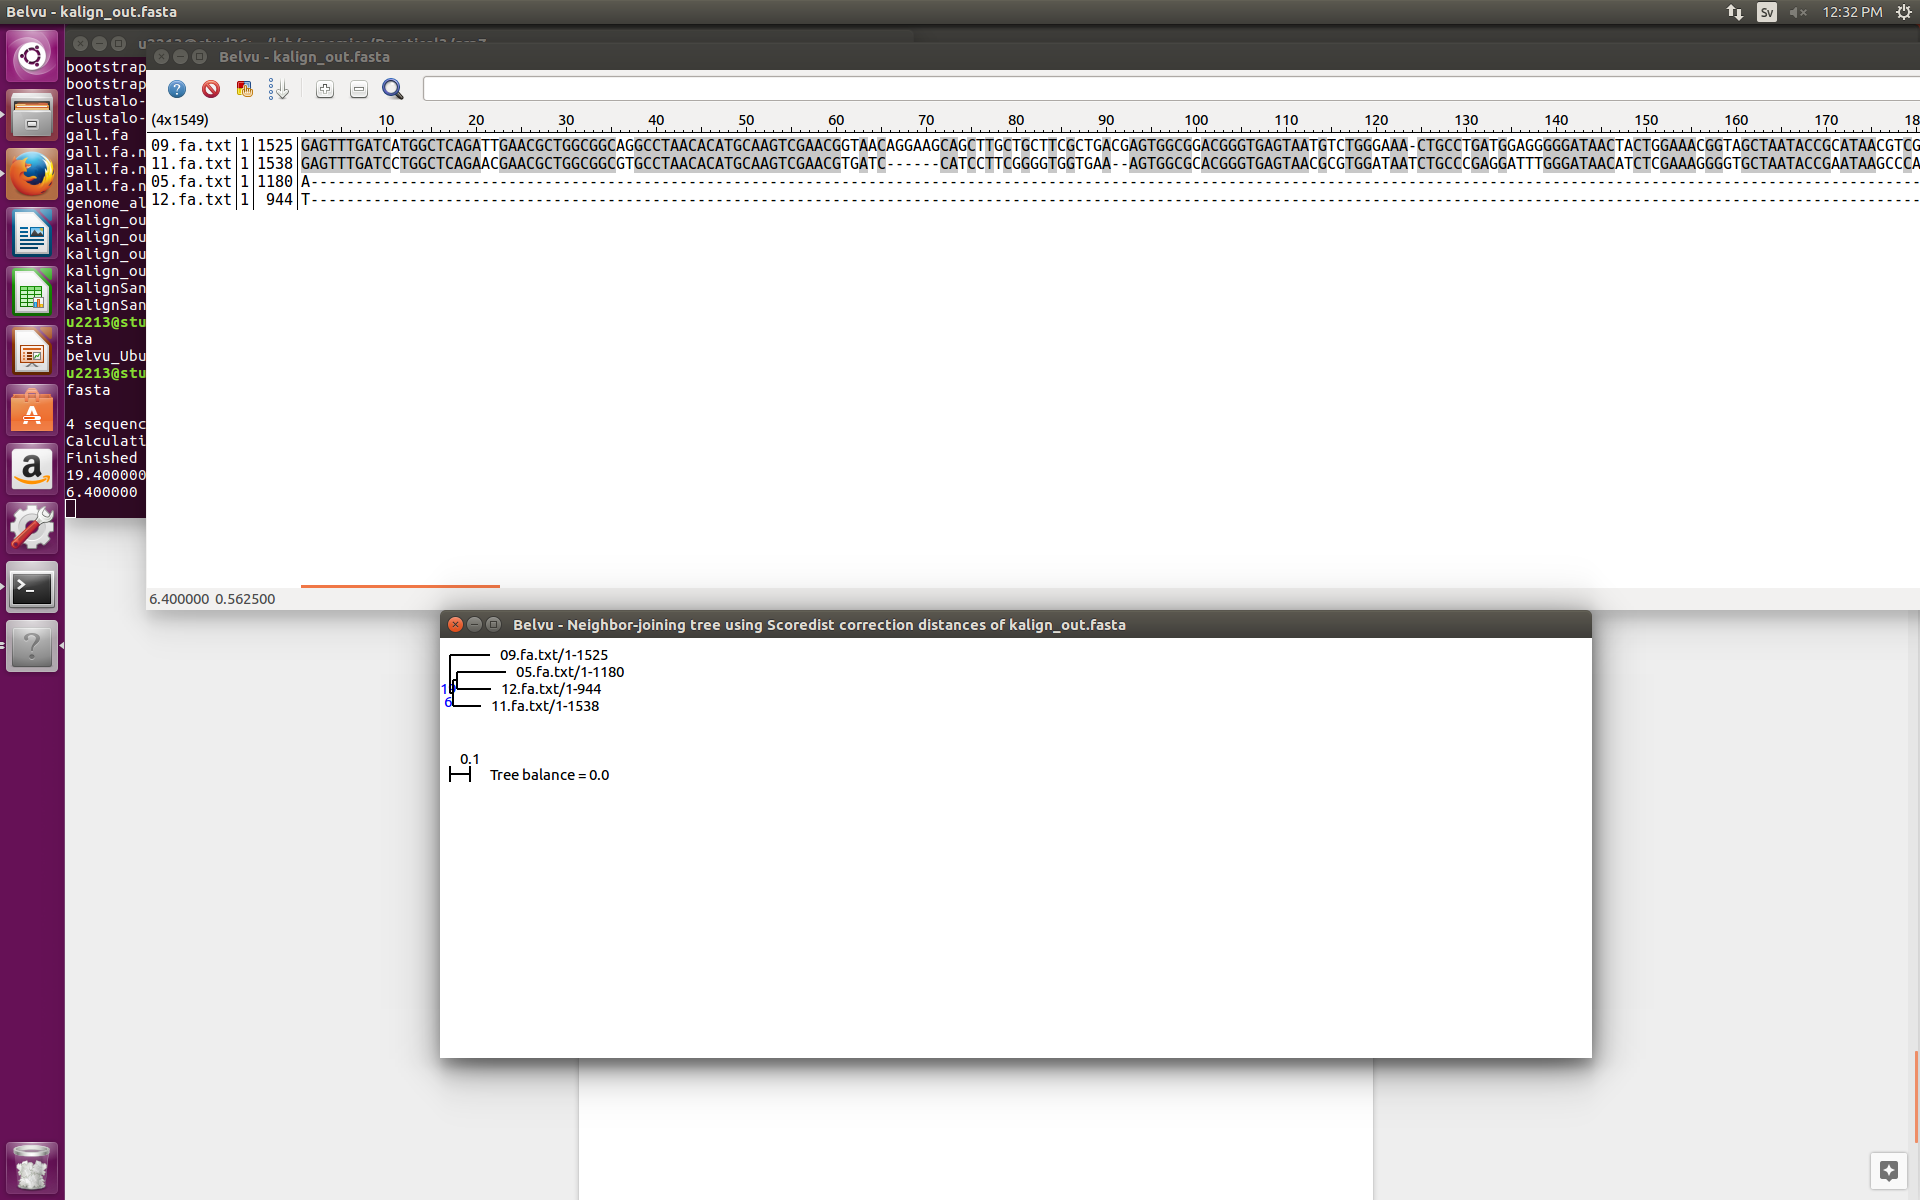 Belvu - kalign_out.fasta
Sv
12:32 PM
Belvu - kalign_out.fasta
bootstrap
bootstrap
clustalo-
clustalo-
gall.fa
gall.fa.n
gall.fa.n
gall.fa.n
genome_al
kalign_ou
kalign_ou
kalign_ou
kalign_ou
kalignSan
kalignSan
u2213@stu
sta
belvu_Ubu
u2213@stu
fasta
4 sequenc
Calculati
Finished
19.400000
6.400000
(4x1549) 10 20 30 40 50 60 70 80 90 100 110 120 130 140 150 160 170 18
09.fa.txt 1 1525 GAGTTTGATCATGGCTCAGATTGAACGCTGGCGGCAGGCCTAACACATGCAAGTCGAACGGTAACAGGAAGCAGCTTGCTGCTTCGCTGACGAGTGGCGGACGGGTGAGTAATGTCTGGGAAA-CTGCCTGATGGAGGGGGATAACTACTGGAAACGGTAGCTAATACCGCATAACGTCG
11.fa.txt 1 1538 GAGTTTGATCCTGGCTCAGAACGAACGCTGGCGGCGTGCCTAACACATGCAAGTCGAACGTGATC------CATCCTTCGGGGTGGTGAA--AGTGGCGCACGGGTGAGTAACGCGTGGATAATCTGCCCGAGGATTTGGGATAACATCTCGAAAGGGGTGCTAATACCGAATAAGCCCA
05.fa.txt 1 1180 A-----------------------------------------------------------------------------------------------------------------------------------------------------------------------------------
12.fa.txt 1 944 T-----------------------------------------------------------------------------------------------------------------------------------------------------------------------------------
6.400000 0.562500
Belvu - Neighbor-joining tree using Scoredist correction distances of kalign_out.fasta
09.fa.txt/1-1525
05.fa.txt/1-1180
12.fa.txt/1-944
6 11.fa.txt/1-1538
0.1
Tree balance = 0.0